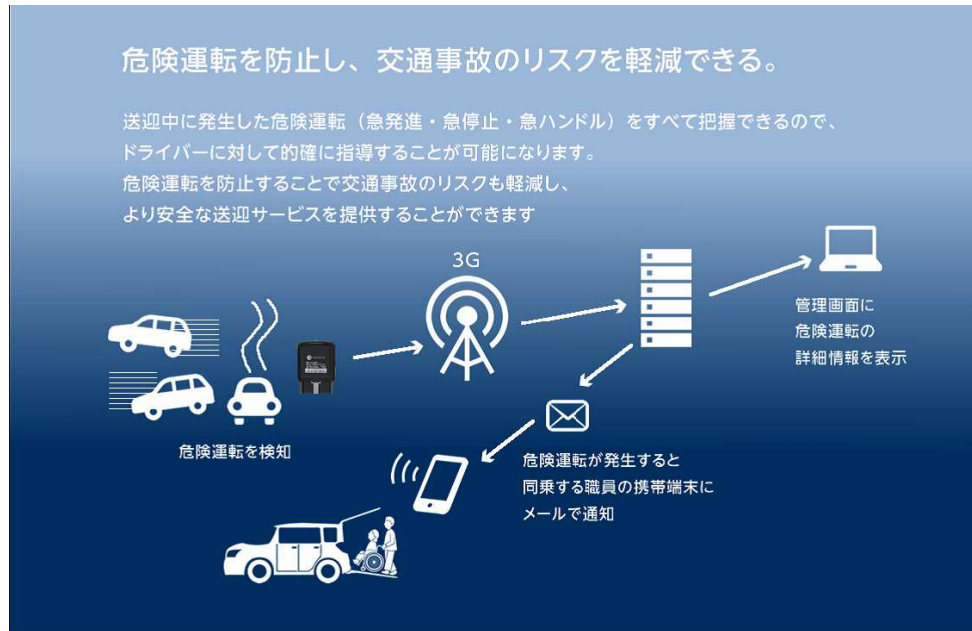 危険運転を防止し、交通事故のリスクを軽減できる。
送迎中に発生した危険運転（急発進・急停止・急ハンドル）をすべて把握できるので、
ドライバーに対して的確に指導することが可能になります。
危険運転を防止することで交通事故のリスクも軽減し、
より安全な送迎サービスを提供することができます
3G
管理画面に
危険運転の
詳細情報を表示
危険運転を検知
危険運転が発生すると
同乗する職員の携帯端末に
メールで通知